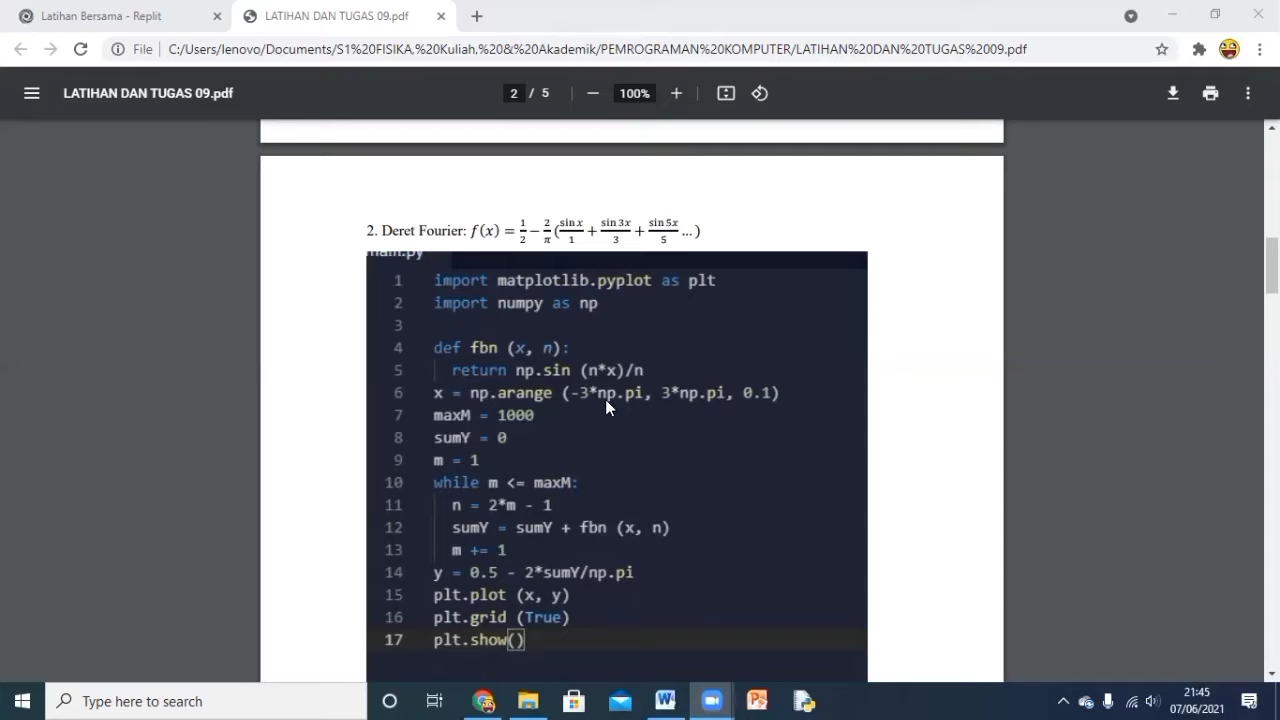 Latihan Bersama - Replit
LATIHAN DAN TUGAS 09.pdf
File
C:/Users/lenovo/Documents/S1%20FISIKA,%20Kuliah,%20&%20Akademik/PEMROGRAMAN%20KOMPUTER/LATIHAN%20DAN%20TUGAS%2009.pdf
LATIHAN DAN TUGAS 09.pdf
2 / 5
100%
2. Deret Fourier: f(x) = 1/2 − 2/π (sin x/1 + sin 3x/3 + sin 5x/5 ...)
main.py
1 import matplotlib.pyplot as plt
2 import numpy as np
3
4 def fbn (x, n):
5 return np.sin (n*x)/n
6 x = np.arange (-3*np.pi, 3*np.pi, 0.1)
7 maxM = 1000
8 sumY = 0
9 m = 1
10 while m <= maxM:
11 n = 2*m - 1
12 sumY = sumY + fbn (x, n)
13 m += 1
14 y = 0.5 - 2*sumY/np.pi
15 plt.plot (x, y)
16 plt.grid (True)
17 plt.show()
Type here to search
21:45
07/06/2021